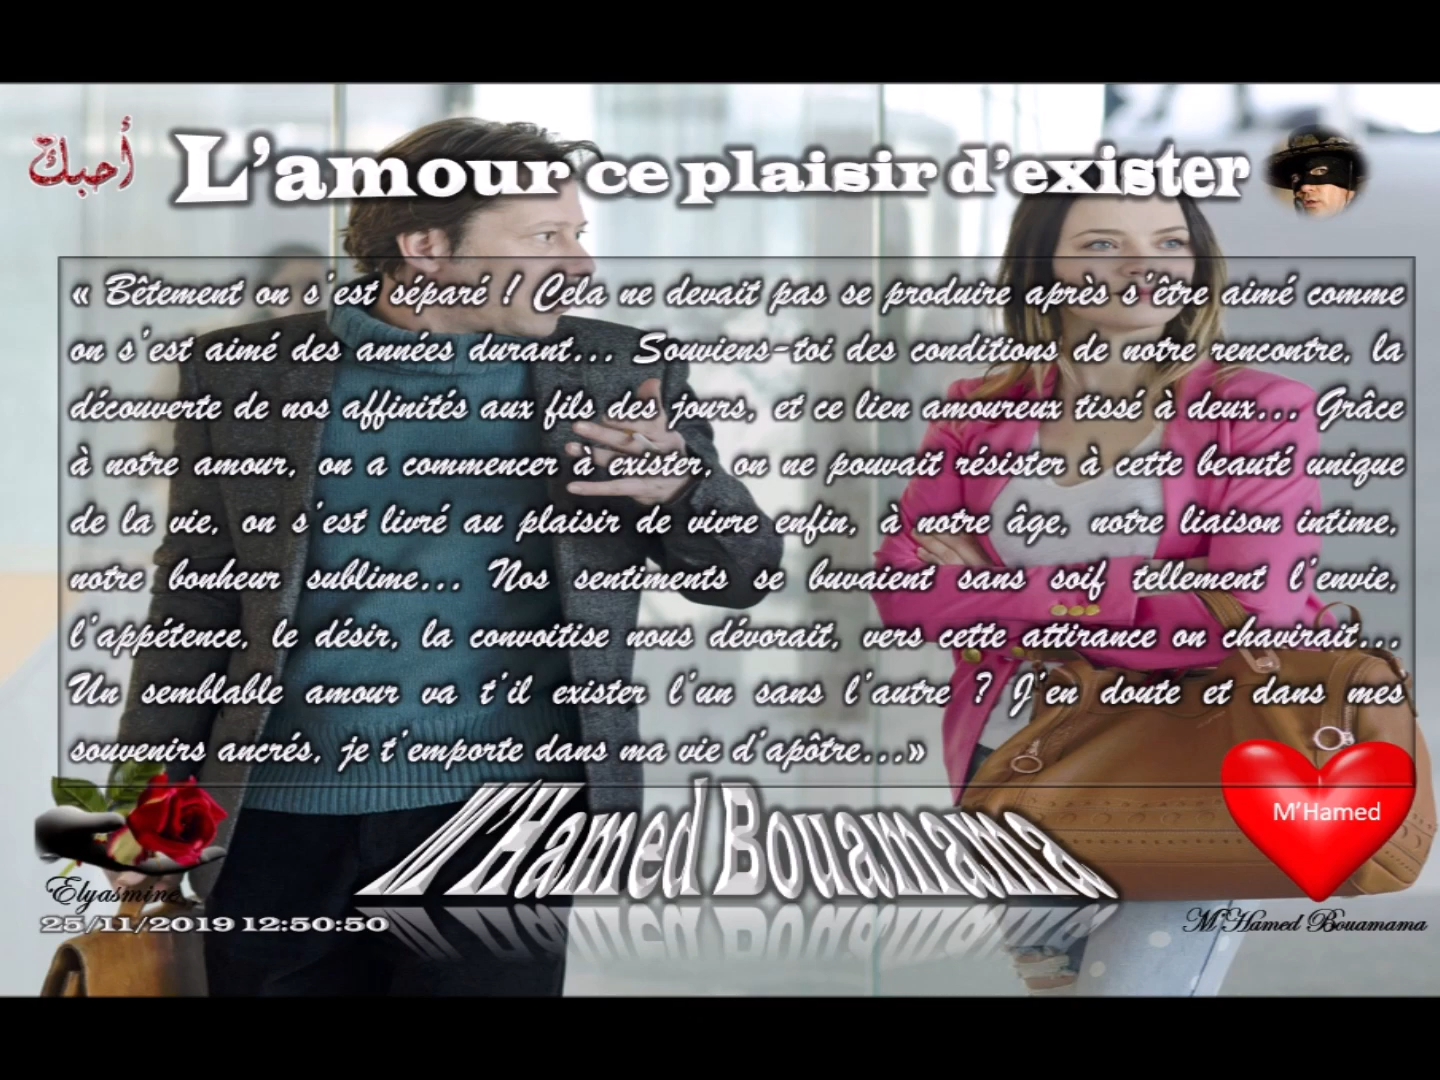 أحبك
L'amour ce plaisir d'exister
« Bêtement on s'est séparé ! Cela ne devait pas se produire après s'être aimé comme
on s'est aimé des années durant... Souviens-toi des conditions de notre rencontre, la
découverte de nos affinités aux fils des jours, et ce lien amoureux tissé à deux... Grâce
à notre amour, on a commencer à exister, on ne pouvait résister à cette beauté unique
de la vie, on s'est livré au plaisir de vivre enfin, à notre âge, notre liaison intime,
notre bonheur sublime... Nos sentiments se buvaient sans soif tellement l'envie,
l'appétence, le désir, la convoitise nous dévorait, vers cette attirance on chavirait...
Un semblable amour va t'il exister l'un sans l'autre ? J'en doute et dans mes
souvenirs ancrés, je t'emporte dans ma vie d'apôtre...»
M'Hamed Bouamama
M'Hamed
Elyasmine
25/11/2019 12:50:50
M'Hamed Bouamama